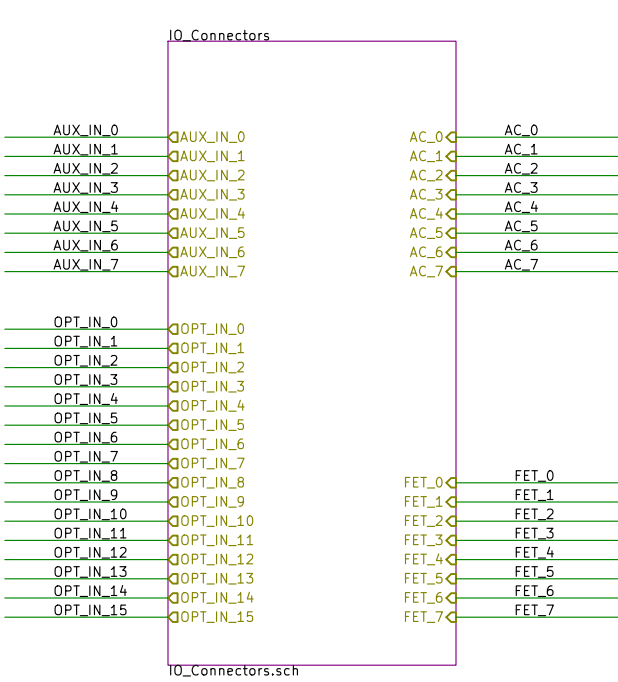 IO_Connectors
AUX_IN_0 AUX_IN_0 AC_0 AC_0
AUX_IN_1 AUX_IN_1 AC_1 AC_1
AUX_IN_2 AUX_IN_2 AC_2 AC_2
AUX_IN_3 AUX_IN_3 AC_3 AC_3
AUX_IN_4 AUX_IN_4 AC_4 AC_4
AUX_IN_5 AUX_IN_5 AC_5 AC_5
AUX_IN_6 AUX_IN_6 AC_6 AC_6
AUX_IN_7 AUX_IN_7 AC_7 AC_7
OPT_IN_0 OPT_IN_0
OPT_IN_1 OPT_IN_1
OPT_IN_2 OPT_IN_2
OPT_IN_3 OPT_IN_3
OPT_IN_4 OPT_IN_4
OPT_IN_5 OPT_IN_5
OPT_IN_6 OPT_IN_6
OPT_IN_7 OPT_IN_7
OPT_IN_8 OPT_IN_8 FET_0 FET_0
OPT_IN_9 OPT_IN_9 FET_1 FET_1
OPT_IN_10 OPT_IN_10 FET_2 FET_2
OPT_IN_11 OPT_IN_11 FET_3 FET_3
OPT_IN_12 OPT_IN_12 FET_4 FET_4
OPT_IN_13 OPT_IN_13 FET_5 FET_5
OPT_IN_14 OPT_IN_14 FET_6 FET_6
OPT_IN_15 OPT_IN_15 FET_7 FET_7
IO_Connectors.sch